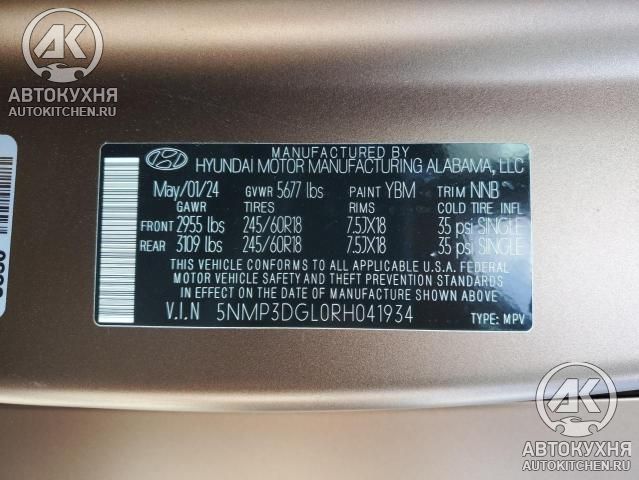 AK
АВТОКУХНЯ
AUTOKITCHEN.RU
MANUFACTURED BY
HYUNDAI MOTOR MANUFACTURING ALABAMA, LLC
May/01/24 GVWR 5677 lbs PAINT YBM TRIM NNB
GAWR TIRES RIMS COLD TIRE INFL
FRONT 2955 lbs 245/60R18 7.5JX18 35 psi SINGLE
REAR 3109 lbs 245/60R18 7.5JX18 35 psi SINGLE
THIS VEHICLE CONFORMS TO ALL APPLICABLE U.S.A. FEDERAL
MOTOR VEHICLE SAFETY AND THEFT PREVENTION STANDARDS
IN EFFECT ON THE DATE OF MANUFACTURE SHOWN ABOVE.
V.I.N 5NMP3DGL0RH041934 TYPE: MPV
AK
АВТОКУХНЯ
AUTOKITCHEN.RU